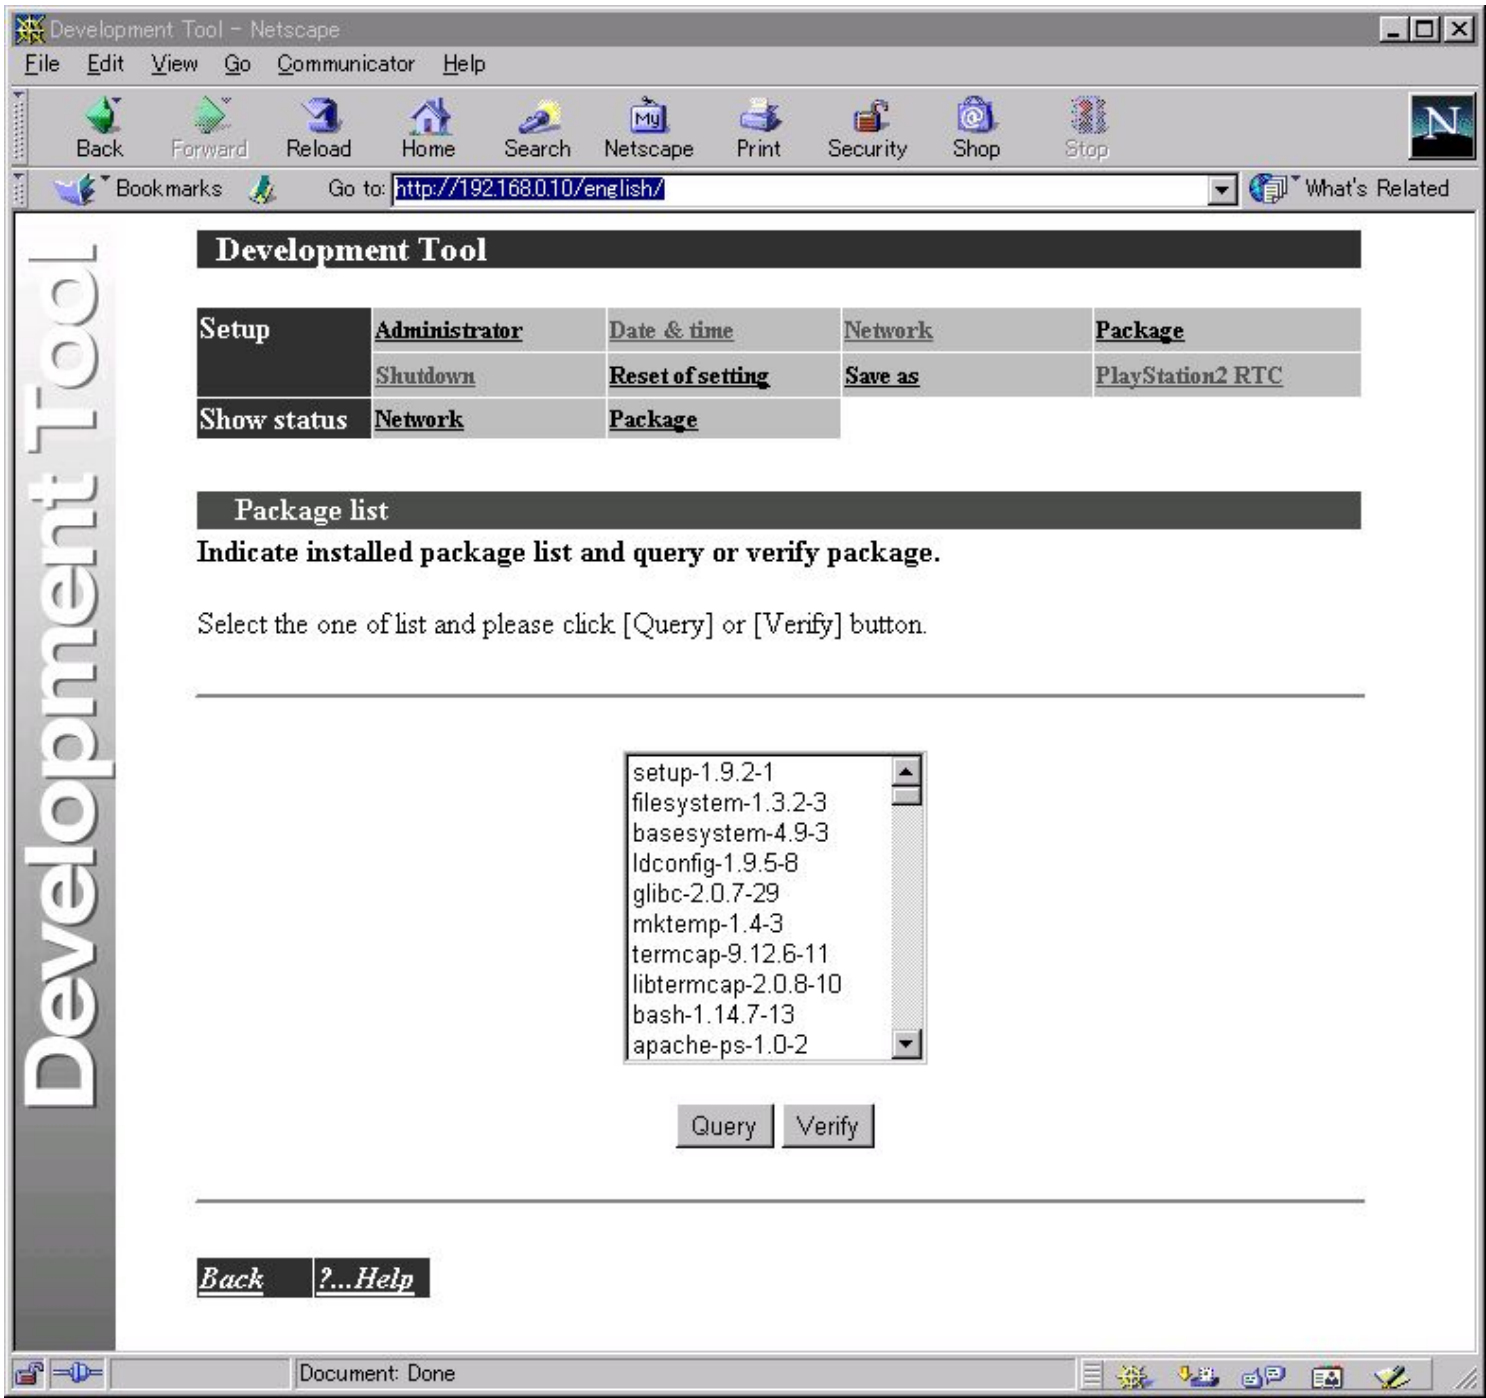 Development Tool - Netscape
File Edit View Go Communicator Help
My N
Back Forward Reload Home Search Netscape Print Security Shop Stop
Bookmarks Go to: http://192.168.0.10/english/ What's Related
Development Tool
Development Tool
Setup Administrator Date & time Network Package
Shutdown Reset of setting Save as PlayStation2 RTC
Show status Network Package
Package list
Indicate installed package list and query or verify package.
Select the one of list and please click [Query] or [Verify] button.
setup-1.9.2-1
filesystem-1.3.2-3
basesystem-4.9-3
ldconfig-1.9.5-8
glibc-2.0.7-29
mktemp-1.4-3
termcap-9.12.6-11
libtermcap-2.0.8-10
bash-1.14.7-13
apache-ps-1.0-2
Query Verify
Back ?...Help
Document: Done